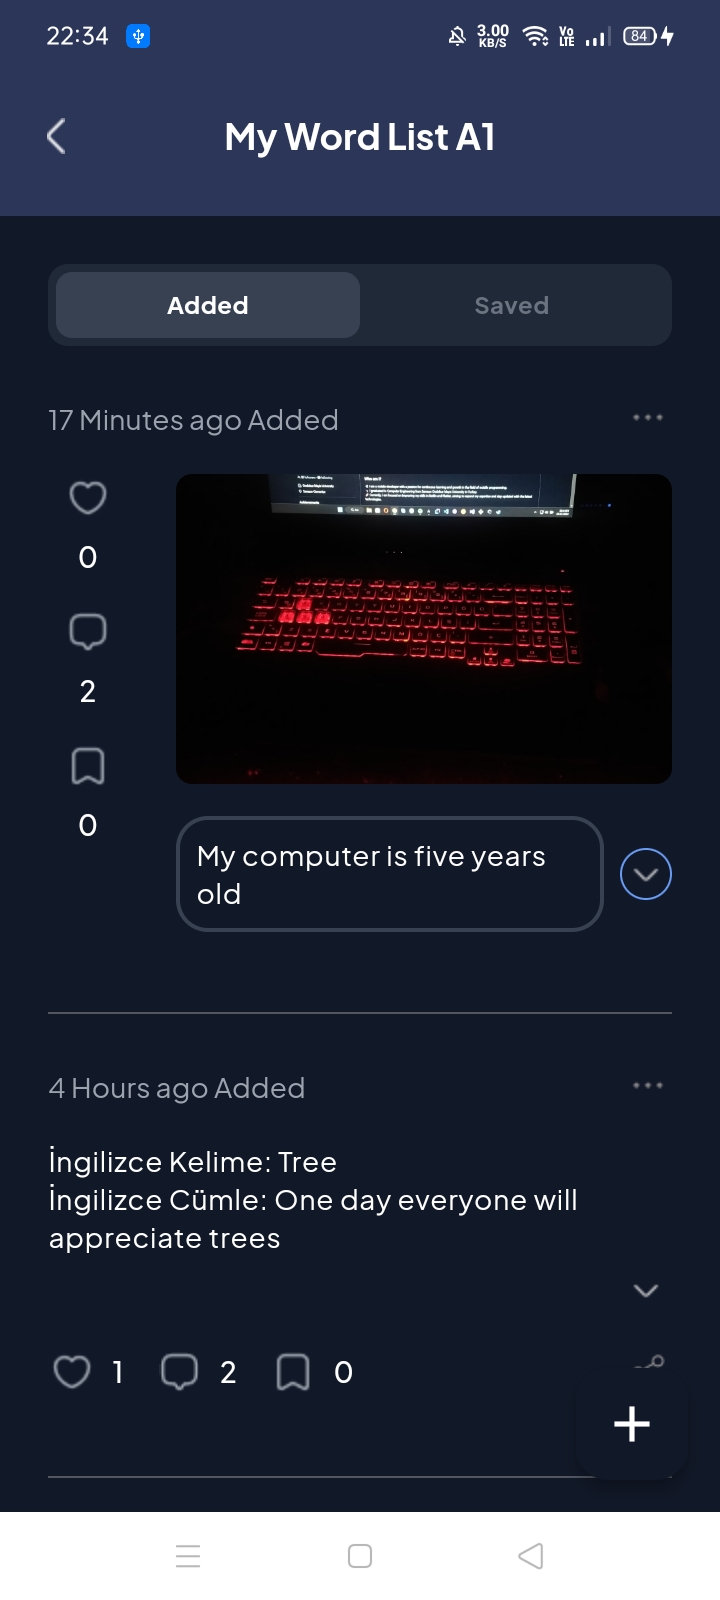 22:34
3.00
KB/S
Vo
LTE
84
My Word List A1
Added
Saved
17 Minutes ago Added
0
2
0
My computer is five years
old
4 Hours ago Added
İngilizce Kelime: Tree
İngilizce Cümle: One day everyone will
appreciate trees
1
2
0